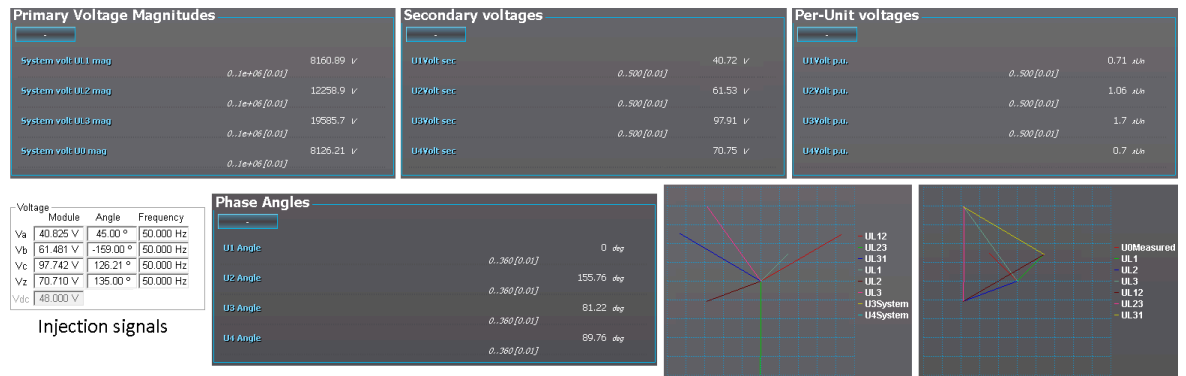 Primary Voltage Magnitudes
-
System volt UL1 mag 8160.89 V
0..1e+06 [0.01]
System volt UL2 mag 12258.9 V
0..1e+06 [0.01]
System volt UL3 mag 19585.7 V
0..1e+06 [0.01]
System volt U0 mag 8126.21 V
0..1e+06 [0.01]
Secondary voltages
-
U1Volt sec 40.72 V
0..500 [0.01]
U2Volt sec 61.53 V
0..500 [0.01]
U3Volt sec 97.91 V
0..500 [0.01]
U4Volt sec 70.75 V
Per-Unit voltages
-
U1Volt p.u. 0.71 xUn
0..500 [0.01]
U2Volt p.u. 1.06 xUn
0..500 [0.01]
U3Volt p.u. 1.7 xUn
0..500 [0.01]
U4Volt p.u. 0.7 xUn
Voltage
Module Angle Frequency
Va 40.825 V 45.00 º 50.000 Hz
Vb 61.481 V -159.00 º 50.000 Hz
Vc 97.742 V 126.21 º 50.000 Hz
Vz 70.710 V 135.00 º 50.000 Hz
Vdc 48.000 V
Injection signals
Phase Angles
-
U1 Angle 0 deg
0..360 [0.01]
U2 Angle 155.76 deg
0..360 [0.01]
U3 Angle 81.22 deg
0..360 [0.01]
U4 Angle 89.76 deg
0..360 [0.01]
UL12
UL23
UL31
UL1
UL2
UL3
U3System
U4System
U0Measured
UL1
UL2
UL3
UL12
UL23
UL31